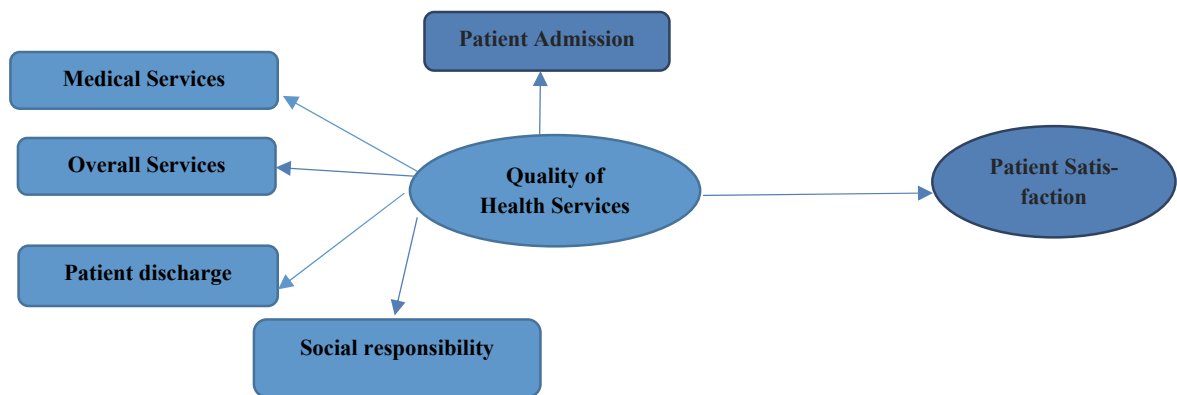 Patient Admission
Medical Services
Overall Services
Quality of
Health Services
Patient Satis-
faction
Patient discharge
Social responsibility